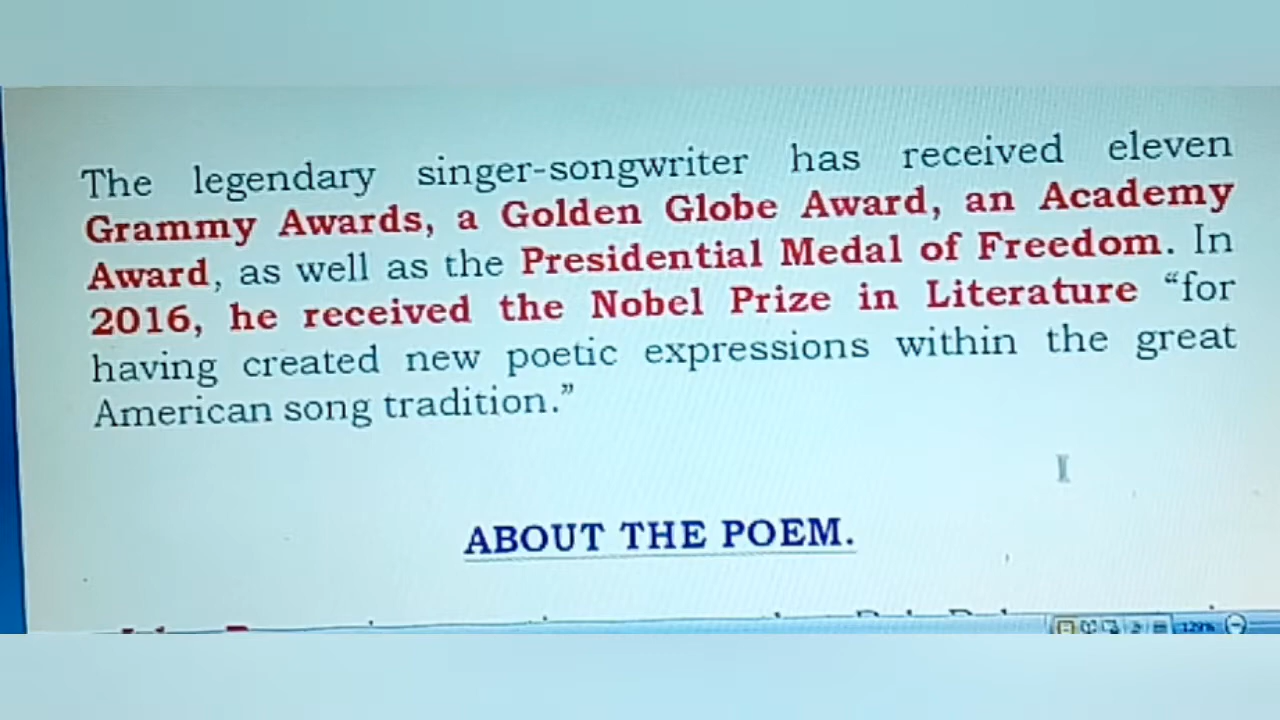 The legendary singer-songwriter has received eleven
Grammy Awards, a Golden Globe Award, an Academy
Award, as well as the Presidential Medal of Freedom. In
2016, he received the Nobel Prize in Literature “for
having created new poetic expressions within the great
American song tradition.”
ABOUT THE POEM.
129%